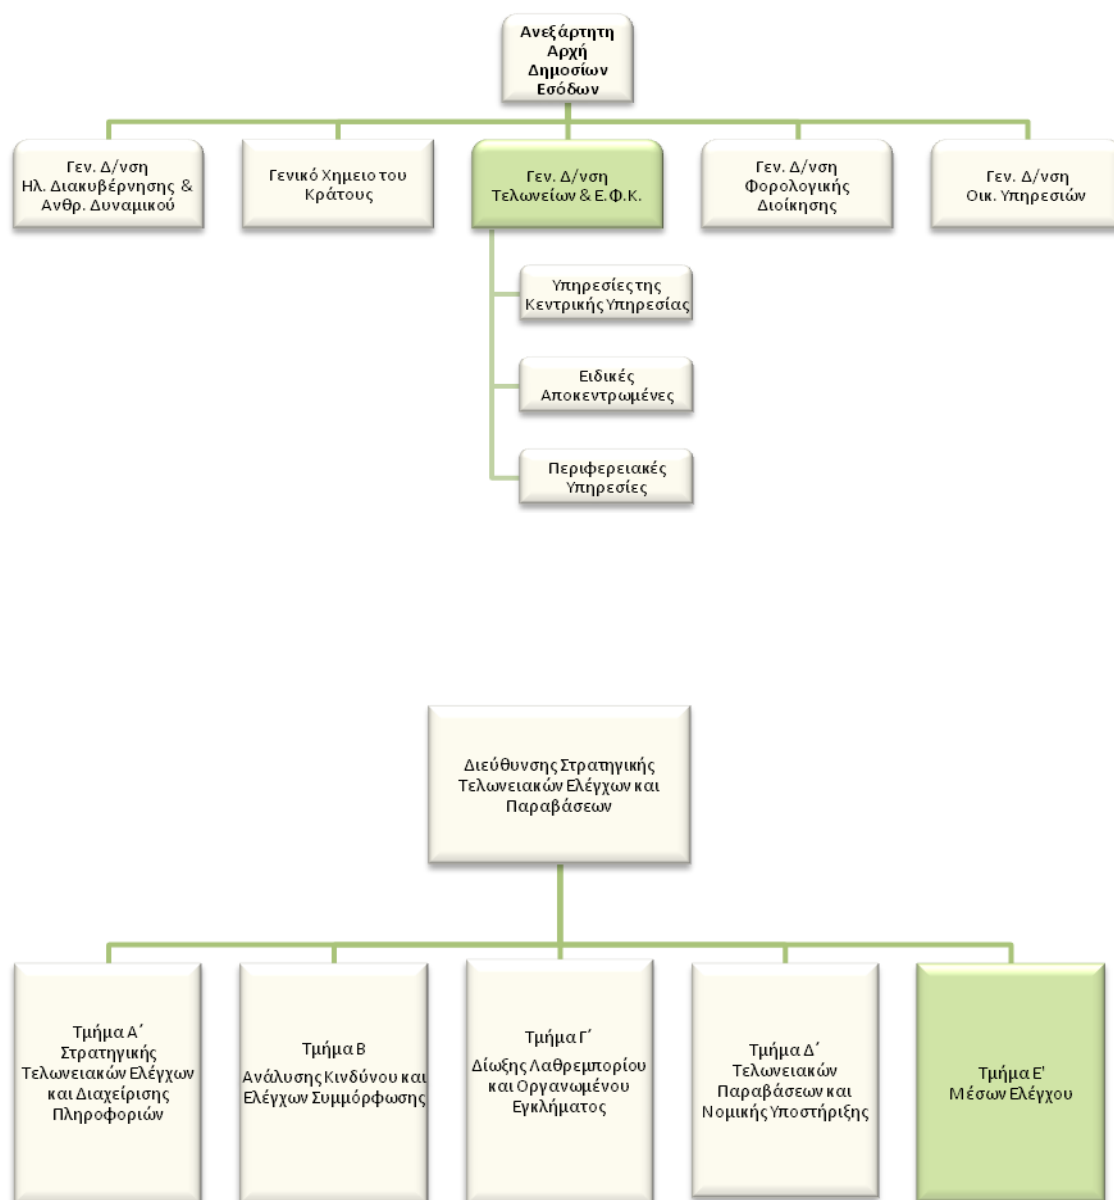 Ανεξάρτητη
Αρχή
Δημοσίων
Εσόδων
Γεν. Δ/νση
Ηλ. Διακυβέρνησης &
Ανθρ. Δυναμικού
Γενικό Χημειο του
Κράτους
Γεν. Δ/νση
Τελωνείων & Ε.Φ.Κ.
Γεν. Δ/νση
Φορολογικής
Διοίκησης
Γεν. Δ/νση
Οικ. Υπηρεσιών
Υπηρεσίες της
Κεντρικής Υπηρεσίας
Ειδικές
Αποκεντρωμένες
Περιφερειακές
Υπηρεσίες
Διεύθυνσης Στρατηγικής
Τελωνειακών Ελέγχων και
Παραβάσεων
Τμήμα Α΄
Στρατηγικής
Τελωνειακών Ελέγχων
και Διαχείρισης
Πληροφοριών
Τμήμα Β
Ανάλυσης Κινδύνου και
Ελέγχων Συμμόρφωσης
Τμήμα Γ΄
Δίωξης Λαθρεμπορίου
και Οργανωμένου
Εγκλήματος
Τμήμα Δ΄
Τελωνειακών
Παραβάσεων και
Νομικής Υποστήριξης
Τμήμα Ε'
Μέσων Ελέγχου